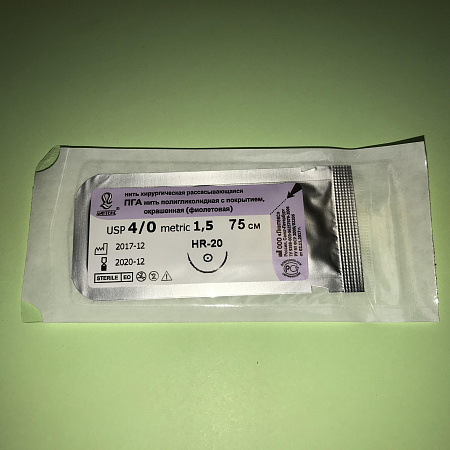 нить хирургическая рассасывающаяся
ПГА нить полигликолидная с покрытием,
окрашенная (фиолетовая)
USP 4/0 metric 1,5 75 см
HR-20
2017-12
2020-12
STERILE EO